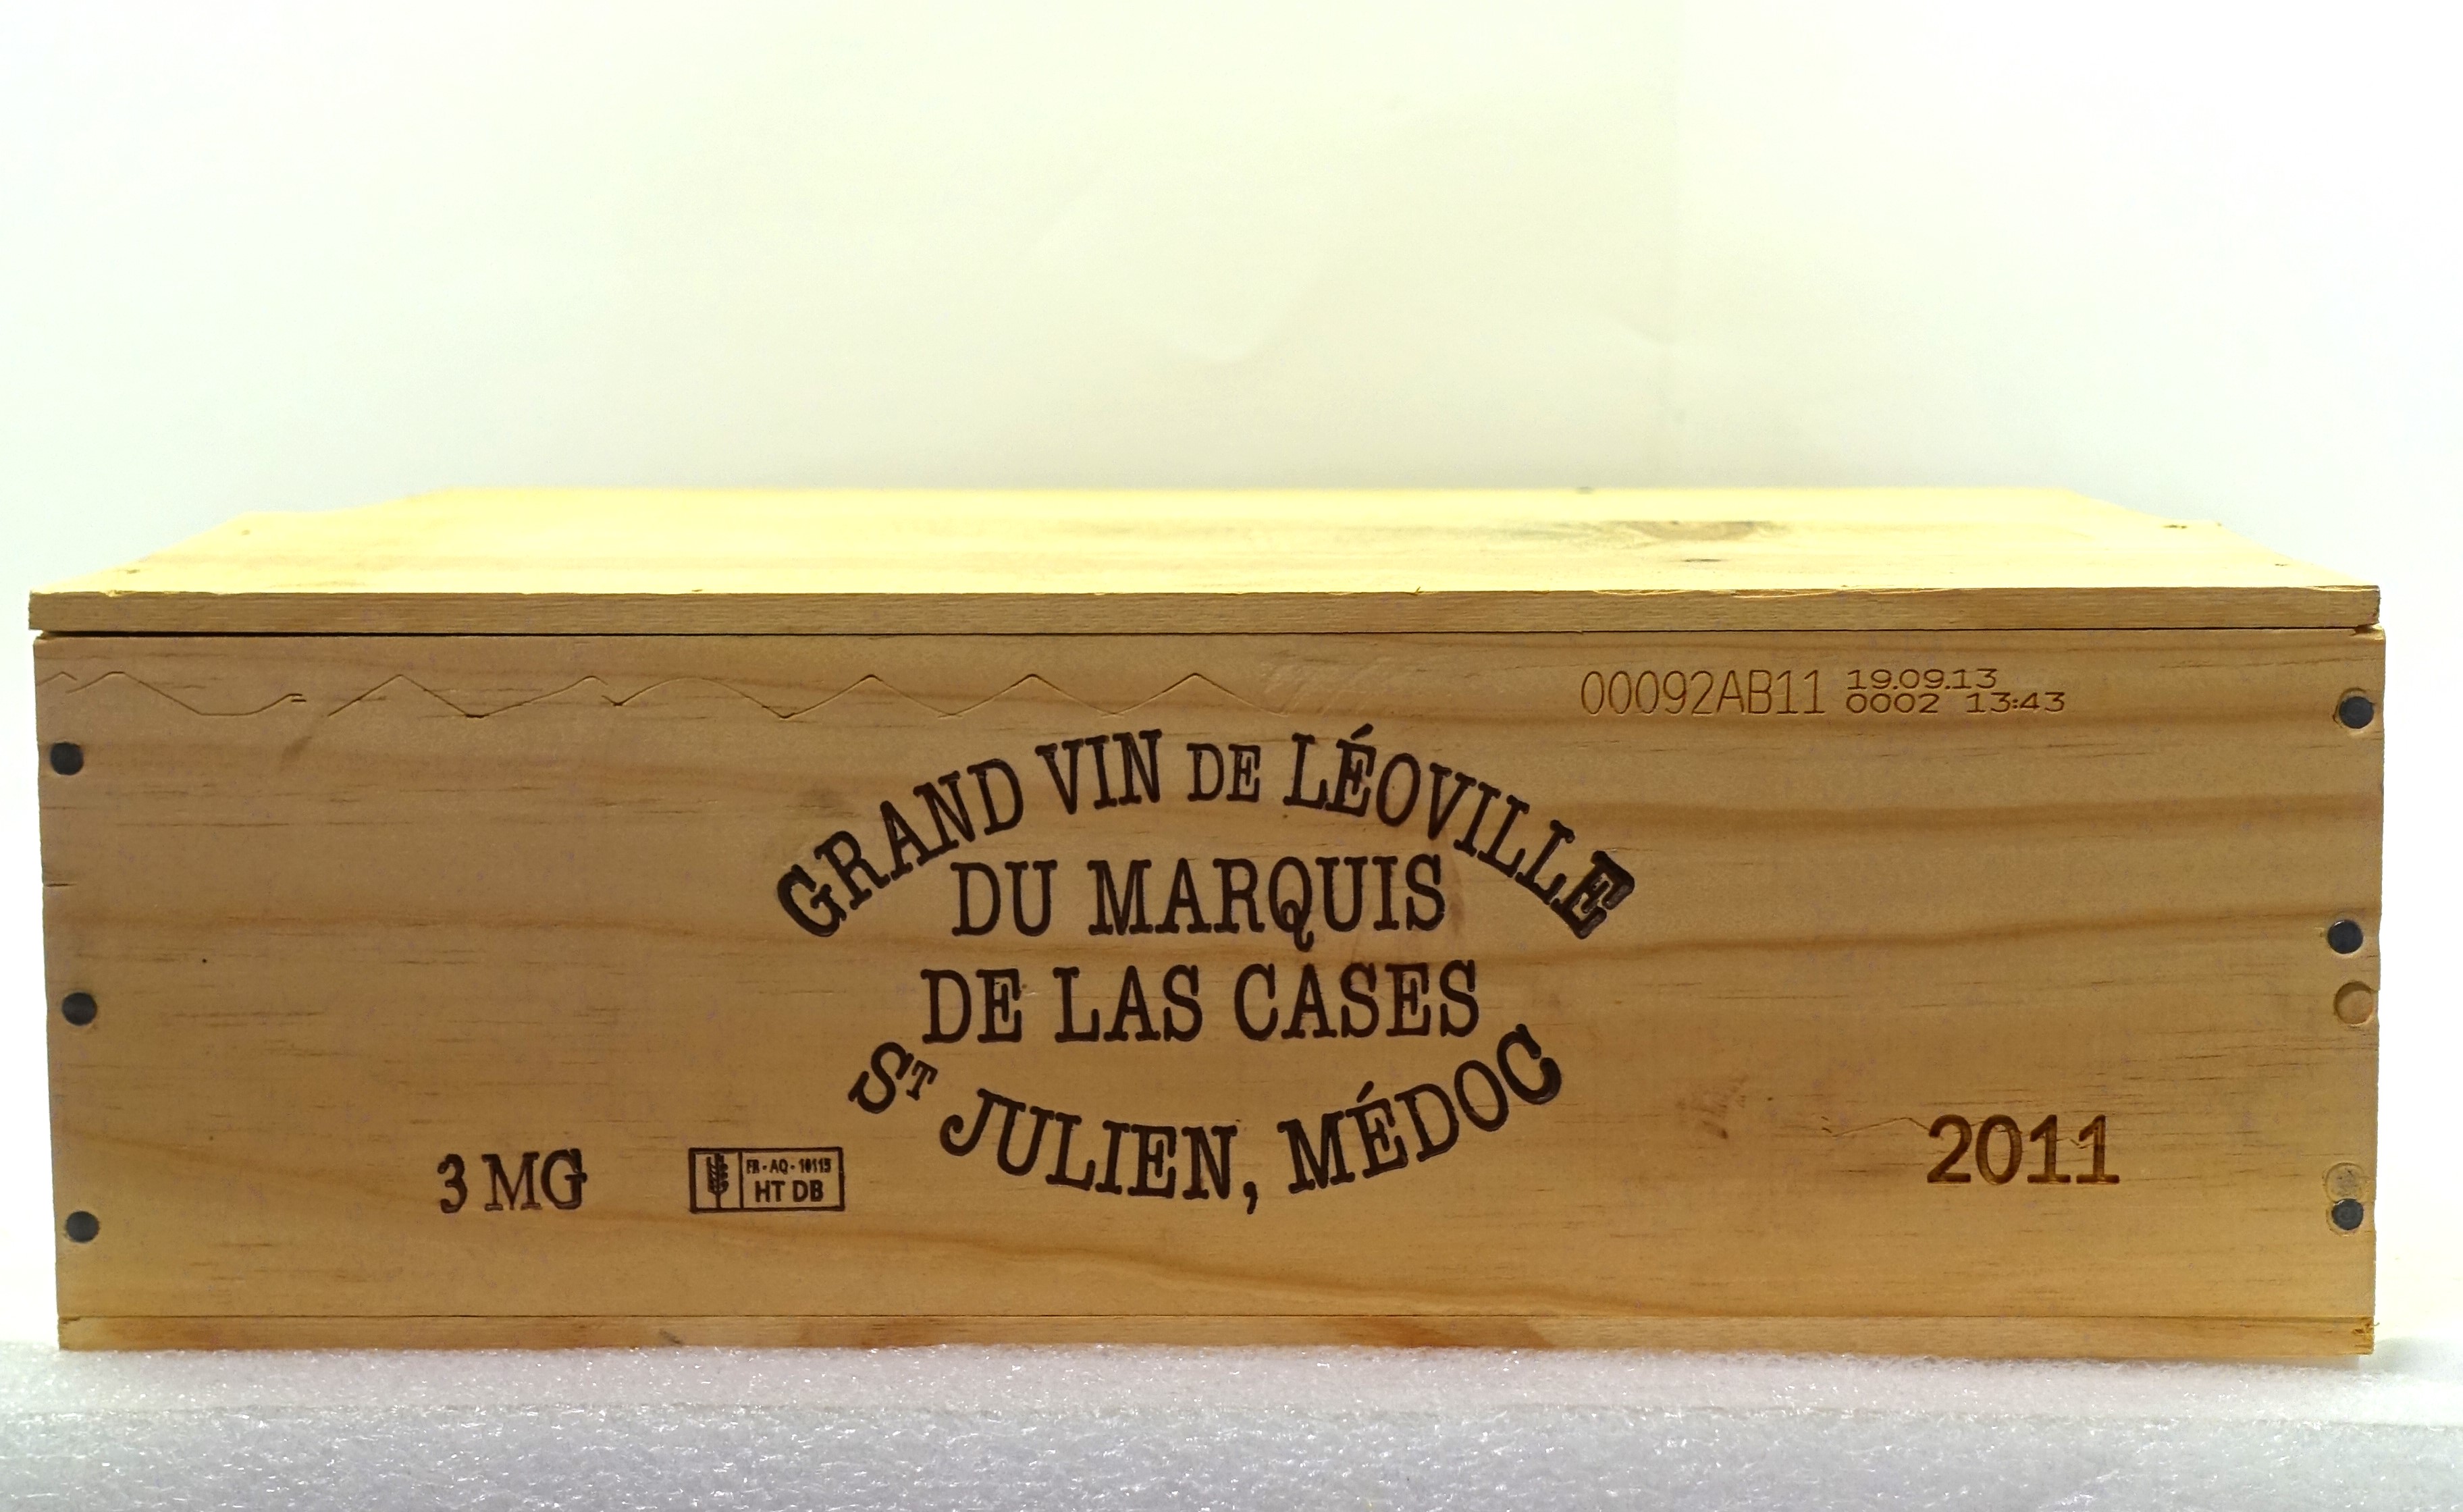 00092AB11 19.09.13
0002 13:43
GRAND VIN DE LÉOVILLE
DU MARQUIS
DE LAS CASES
ST JULIEN, MÉDOC
3 MG
FR - AQ - 10115
HT DB
2011